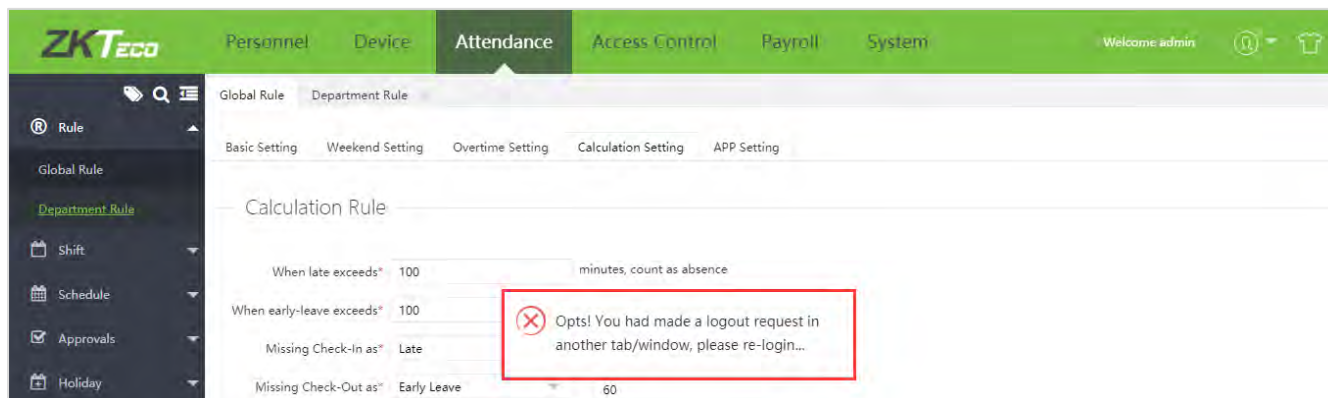 ZKTeco Personnel Device Attendance Access Control Payroll System Welcome admin
Global Rule Department Rule
® Rule
Basic Setting Weekend Setting Overtime Setting Calculation Setting APP Setting
Global Rule
Department Rule
Calculation Rule
Shift
When late exceeds* 100 minutes, count as absence
Schedule
When early-leave exceeds* 100
Opts! You had made a logout request in
another tab/window, please re-login...
Approvals
Missing Check-In as* Late
Holiday
Missing Check-Out as* Early Leave 60